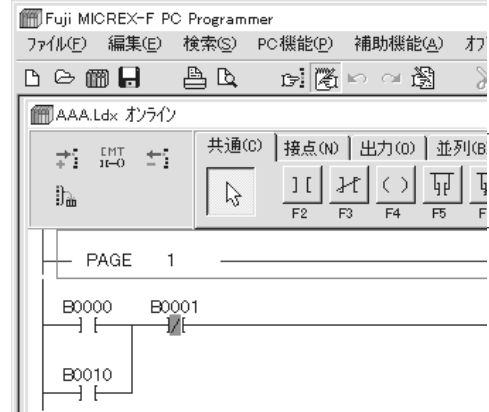 Fuji MICREX-F PC Programmer
ファイル(F) 編集(E) 検索(S) PC機能(P) 補助機能(A) オフ
AAA.Ldx オンライン
CMT
共通(C) 接点(N) 出力(O) 並列(B
F2 F3 F4 F5 F
PAGE 1
B0000 B0001
B0010